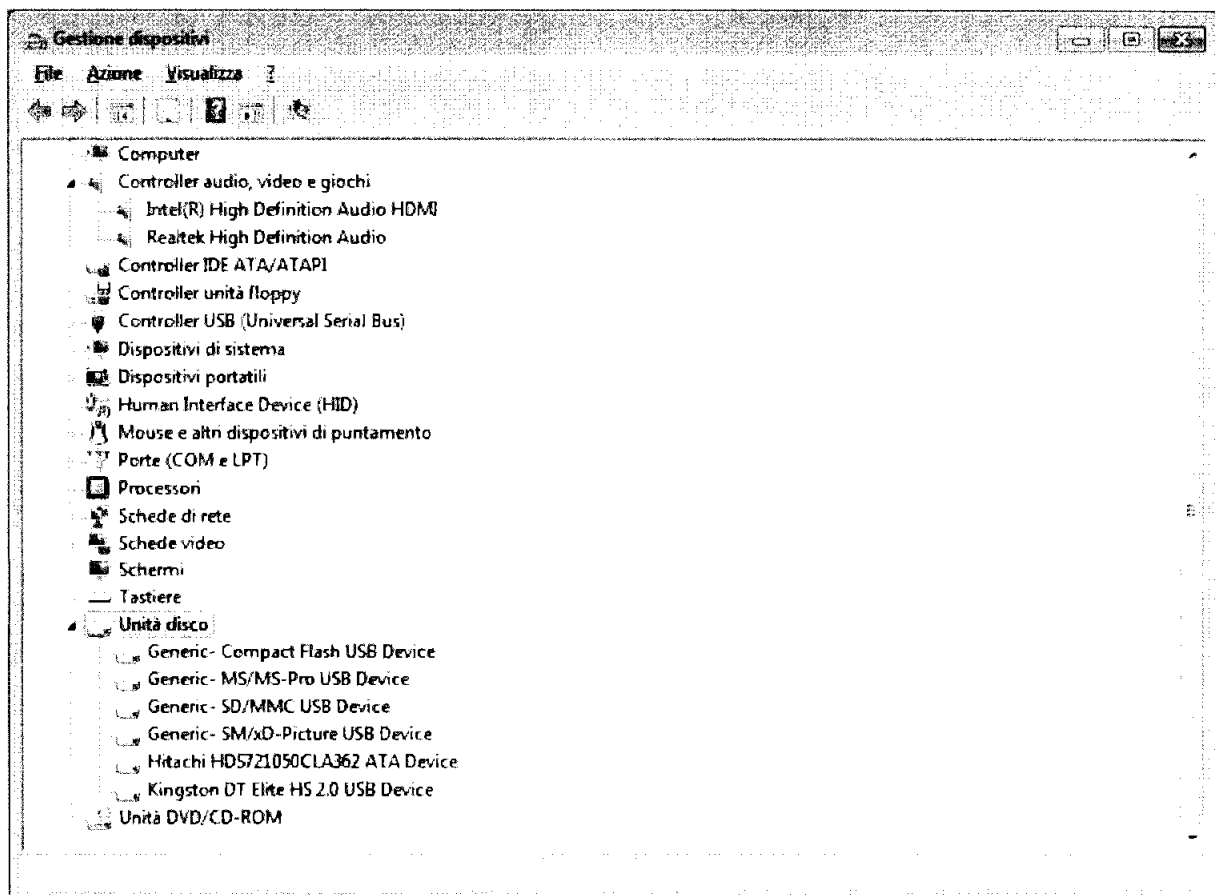 Gestione dispositivi
File Azione Visualizza ?
Computer
Controller audio, video e giochi
Intel(R) High Definition Audio HDMI
Realtek High Definition Audio
Controller IDE ATA/ATAPI
Controller unità floppy
Controller USB (Universal Serial Bus)
Dispositivi di sistema
Dispositivi portatili
Human Interface Device (HID)
Mouse e altri dispositivi di puntamento
Porte (COM e LPT)
Processori
Schede di rete
Schede video
Schermi
Tastiere
Unità disco
Generic- Compact Flash USB Device
Generic- MS/MS-Pro USB Device
Generic- SD/MMC USB Device
Generic- SM/xD-Picture USB Device
Hitachi HDS721050CLA362 ATA Device
Kingston DT Elite HS 2.0 USB Device
Unità DVD/CD-ROM